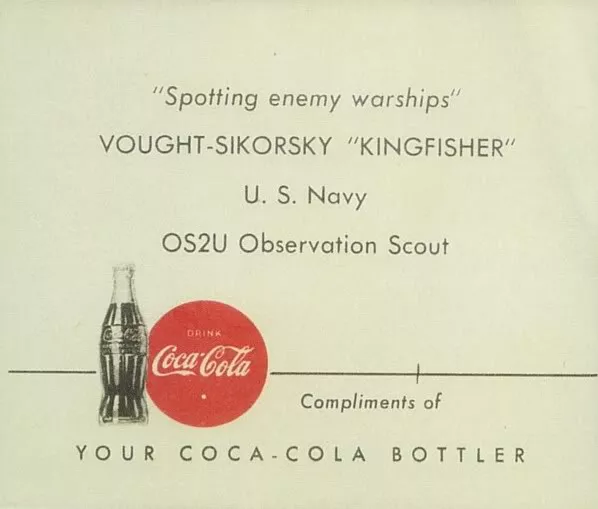 "Spotting enemy warships"
VOUGHT-SIKORSKY "KINGFISHER"
U. S. Navy
OS2U Observation Scout
DRINK
Coca-Cola
Compliments of
YOUR COCA-COLA BOTTLER